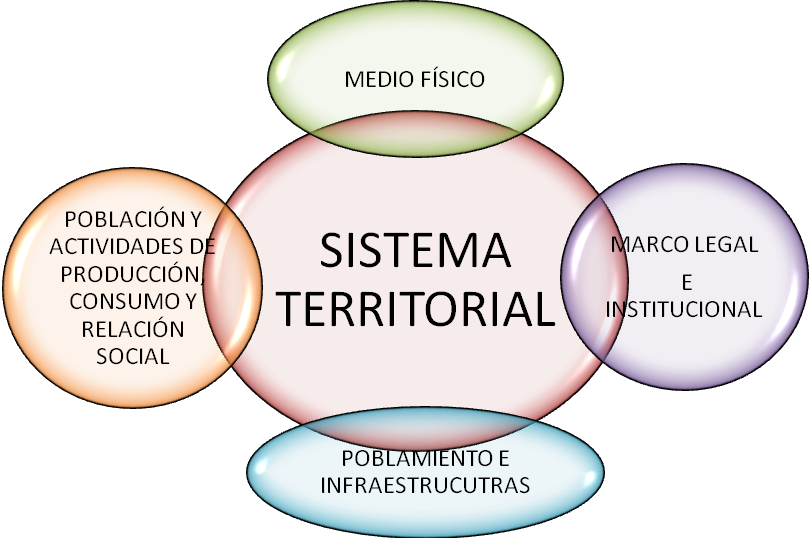 MEDIO FÍSICO
POBLACIÓN Y
ACTIVIDADES DE
PRODUCCIÓN,
CONSUMO Y
RELACIÓN
SOCIAL
SISTEMA
TERRITORIAL
MARCO LEGAL
E
INSTITUCIONAL
POBLAMIENTO E
INFRAESTRUCUTRAS